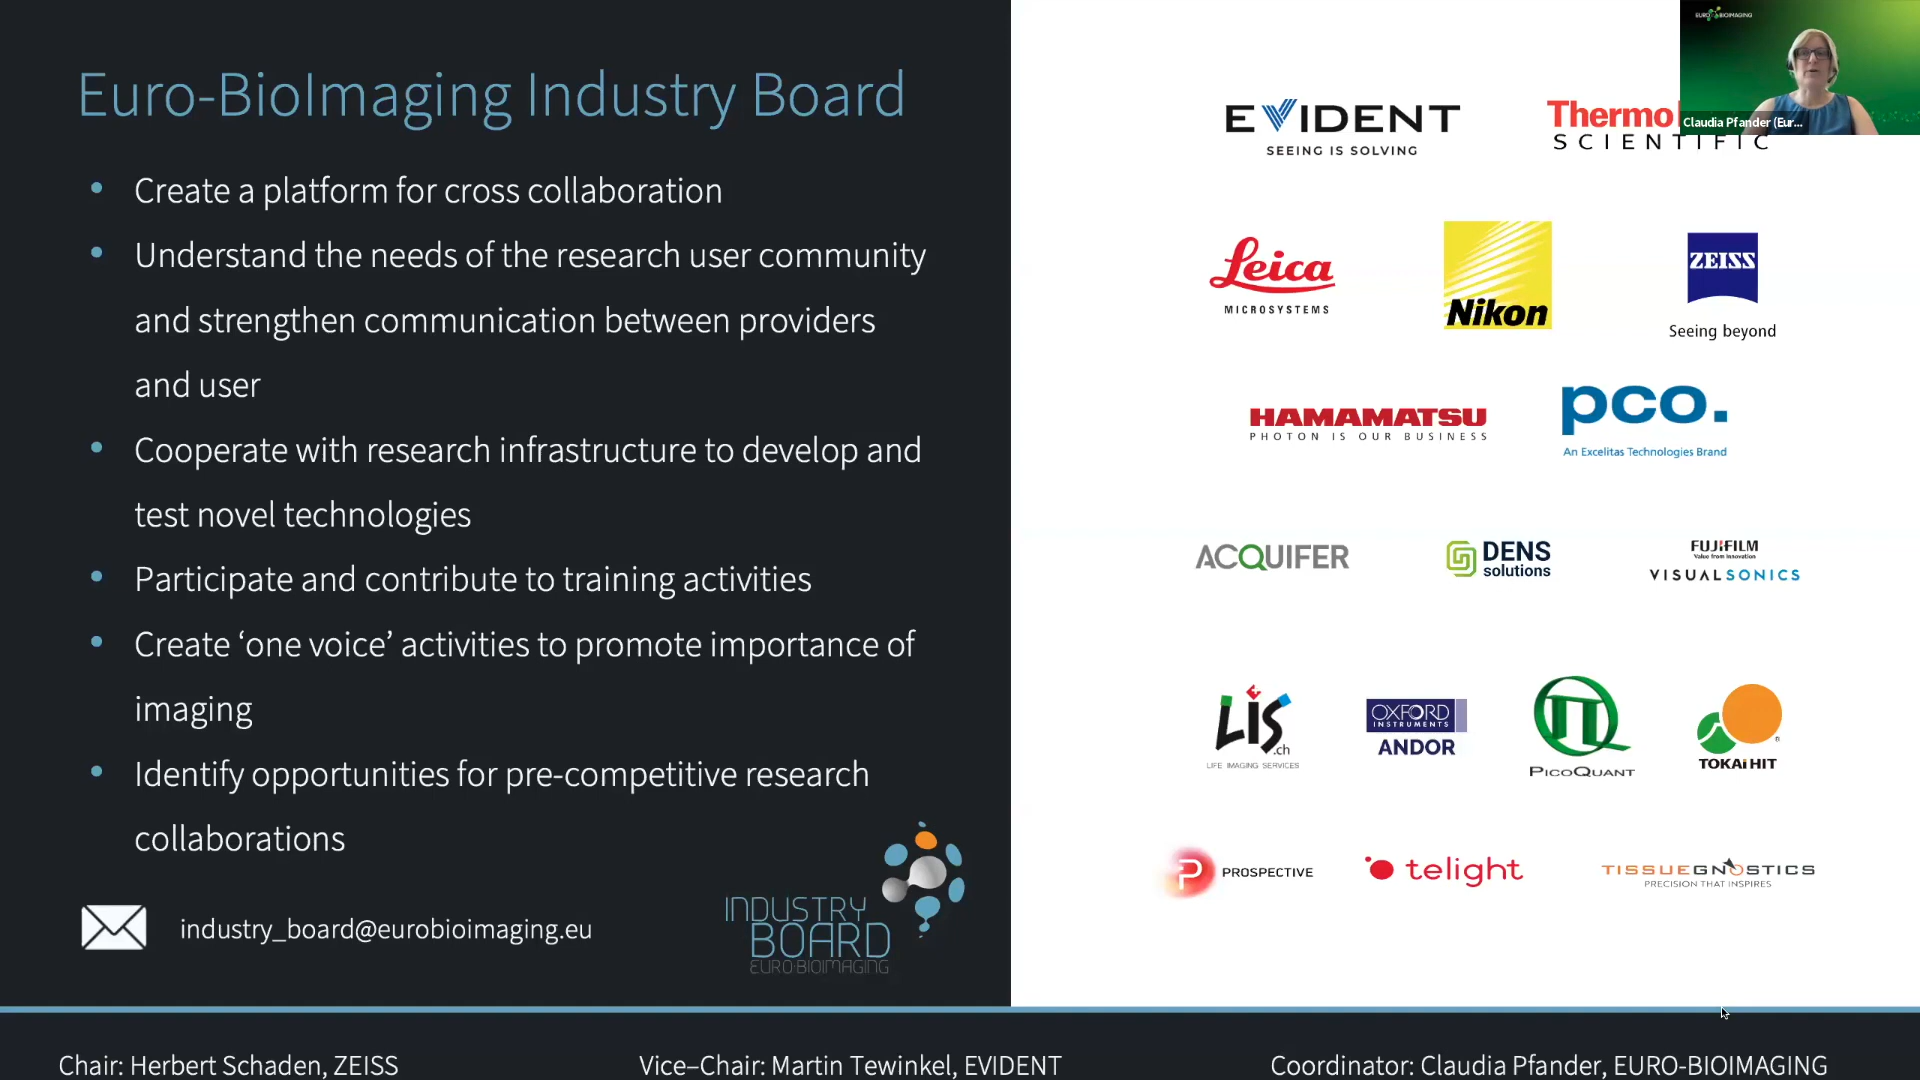 Euro-BioImaging Industry Board
• Create a platform for cross collaboration
• Understand the needs of the research user community
and strengthen communication between providers
and user
• Cooperate with research infrastructure to develop and
test novel technologies
• Participate and contribute to training activities
• Create ‘one voice’ activities to promote importance of
imaging
• Identify opportunities for pre-competitive research
collaborations
industry_board@eurobioimaging.eu
INDUSTRY
BOARD
EURO-BIOIMAGING
EVIDENT
SEEING IS SOLVING
Thermo
SCIENTIFIC
EURO BIOIMAGING
Claudia Pfander (Eur...
Leica
MICROSYSTEMS
Nikon
ZEISS
Seeing beyond
HAMAMATSU
PHOTON IS OUR BUSINESS
pco.
An Excelitas Technologies Brand
ACQUIFER
DENS
solutions
FUJIFILM
Value from Innovation
VISUALSONICS
LiS.ch
LIFE IMAGING SERVICES
OXFORD
INSTRUMENTS
ANDOR
PICOQUANT
TOKAI HIT
P PROSPECTIVE
telight
TISSUEGNOSTICS
PRECISION THAT INSPIRES
Chair: Herbert Schaden, ZEISS
Vice–Chair: Martin Tewinkel, EVIDENT
Coordinator: Claudia Pfander, EURO-BIOIMAGING